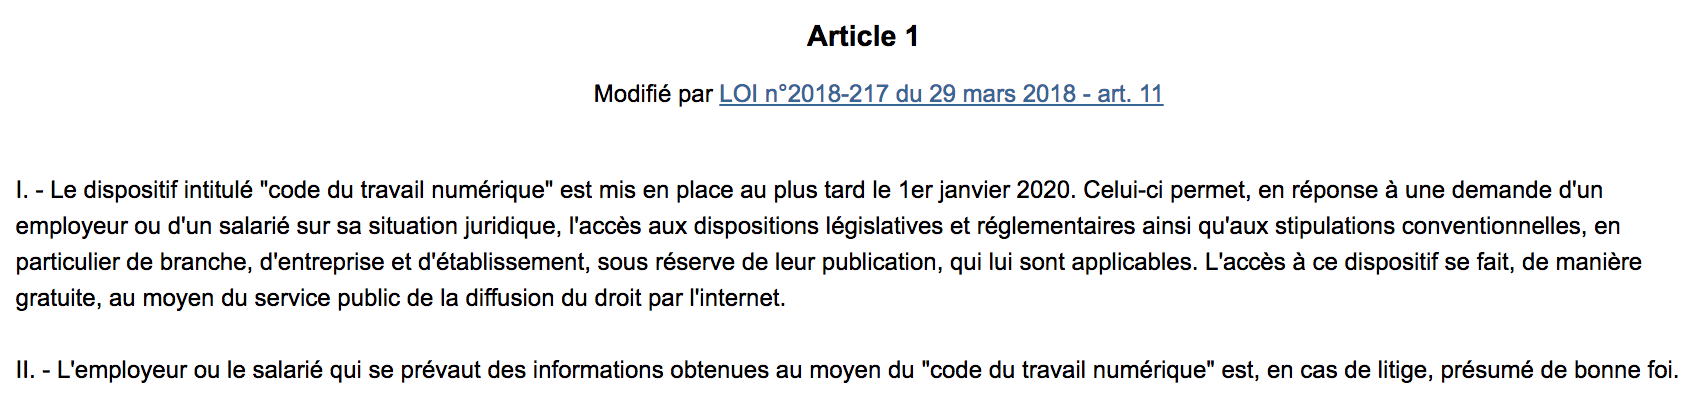 Article 1
Modifié par LOI n°2018-217 du 29 mars 2018 - art. 11
I. - Le dispositif intitulé "code du travail numérique" est mis en place au plus tard le 1er janvier 2020. Celui-ci permet, en réponse à une demande d'un
employeur ou d'un salarié sur sa situation juridique, l'accès aux dispositions législatives et réglementaires ainsi qu'aux stipulations conventionnelles, en
particulier de branche, d'entreprise et d'établissement, sous réserve de leur publication, qui lui sont applicables. L'accès à ce dispositif se fait, de manière
gratuite, au moyen du service public de la diffusion du droit par l'internet.
II. - L'employeur ou le salarié qui se prévaut des informations obtenues au moyen du "code du travail numérique" est, en cas de litige, présumé de bonne foi.